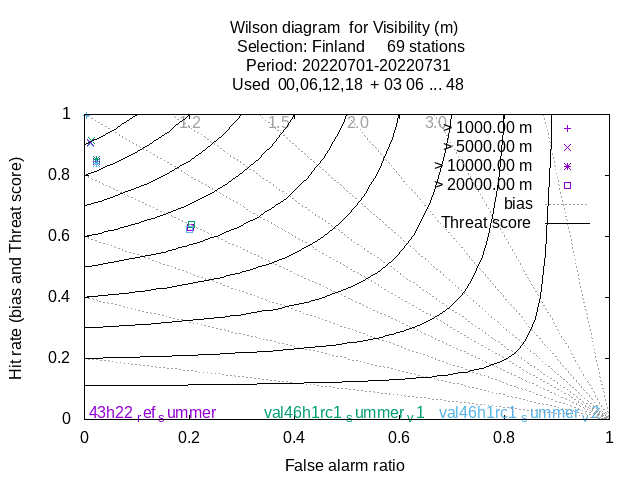 Wilson diagram for Visibility (m)
Selection: Finland 69 stations
Period: 20220701-20220731
Used 00,06,12,18 + 03 06 ... 48
1.2 1.5 2.0 3.0
> 1000.00 m
> 5000.00 m
> 10000.00 m
> 20000.00 m
bias
Threat score
Hit rate (bias and Threat score)
1
0.8
0.6
0.4
0.2
0
43h22_ref_summer val46h1rc1_summer_v1 val46h1rc1_summer_v2
0 0.2 0.4 0.6 0.8 1
False alarm ratio